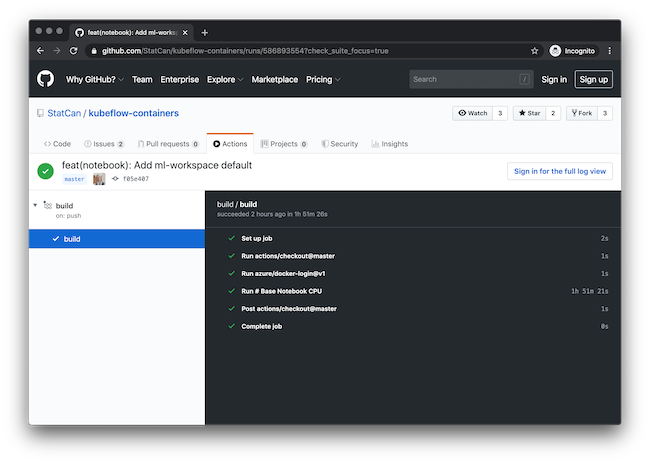 feat(notebook): Add ml-works
github.com/StatCan/kubeflow-containers/runs/586893554?check_suite_focus=true
Incognito
Why GitHub? Team Enterprise Explore Marketplace Pricing Search / Sign in Sign up
StatCan / kubeflow-containers Watch 3 Star 2 Fork 3
Code Issues 2 Pull requests 0 Actions Projects 0 Security Insights
feat(notebook): Add ml-workspace default
master f05e407
Sign in for the full log view
build
on: push
build
build / build
succeeded 2 hours ago in 1h 51m 26s
Set up job 2s
Run actions/checkout@master 1s
Run azure/docker-login@v1 1s
Run # Base Notebook CPU 1h 51m 21s
Post actions/checkout@master 1s
Complete job 0s